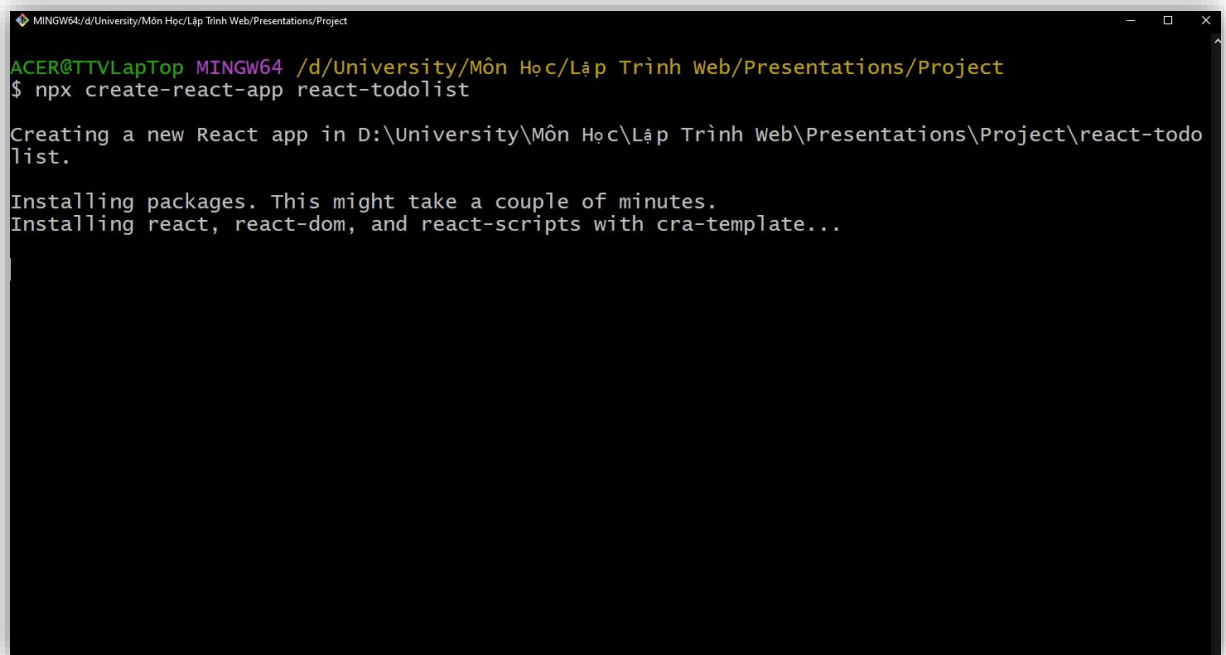 MINGW64:/d/University/Môn Học/Lập Trình Web/Presentations/Project
ACER@TTVLapTop MINGW64 /d/University/Môn Học/Lập Trình Web/Presentations/Project
$ npx create-react-app react-todolist
Creating a new React app in D:\University\Môn Học\Lập Trình Web\Presentations\Project\react-todo
list.
Installing packages. This might take a couple of minutes.
Installing react, react-dom, and react-scripts with cra-template...